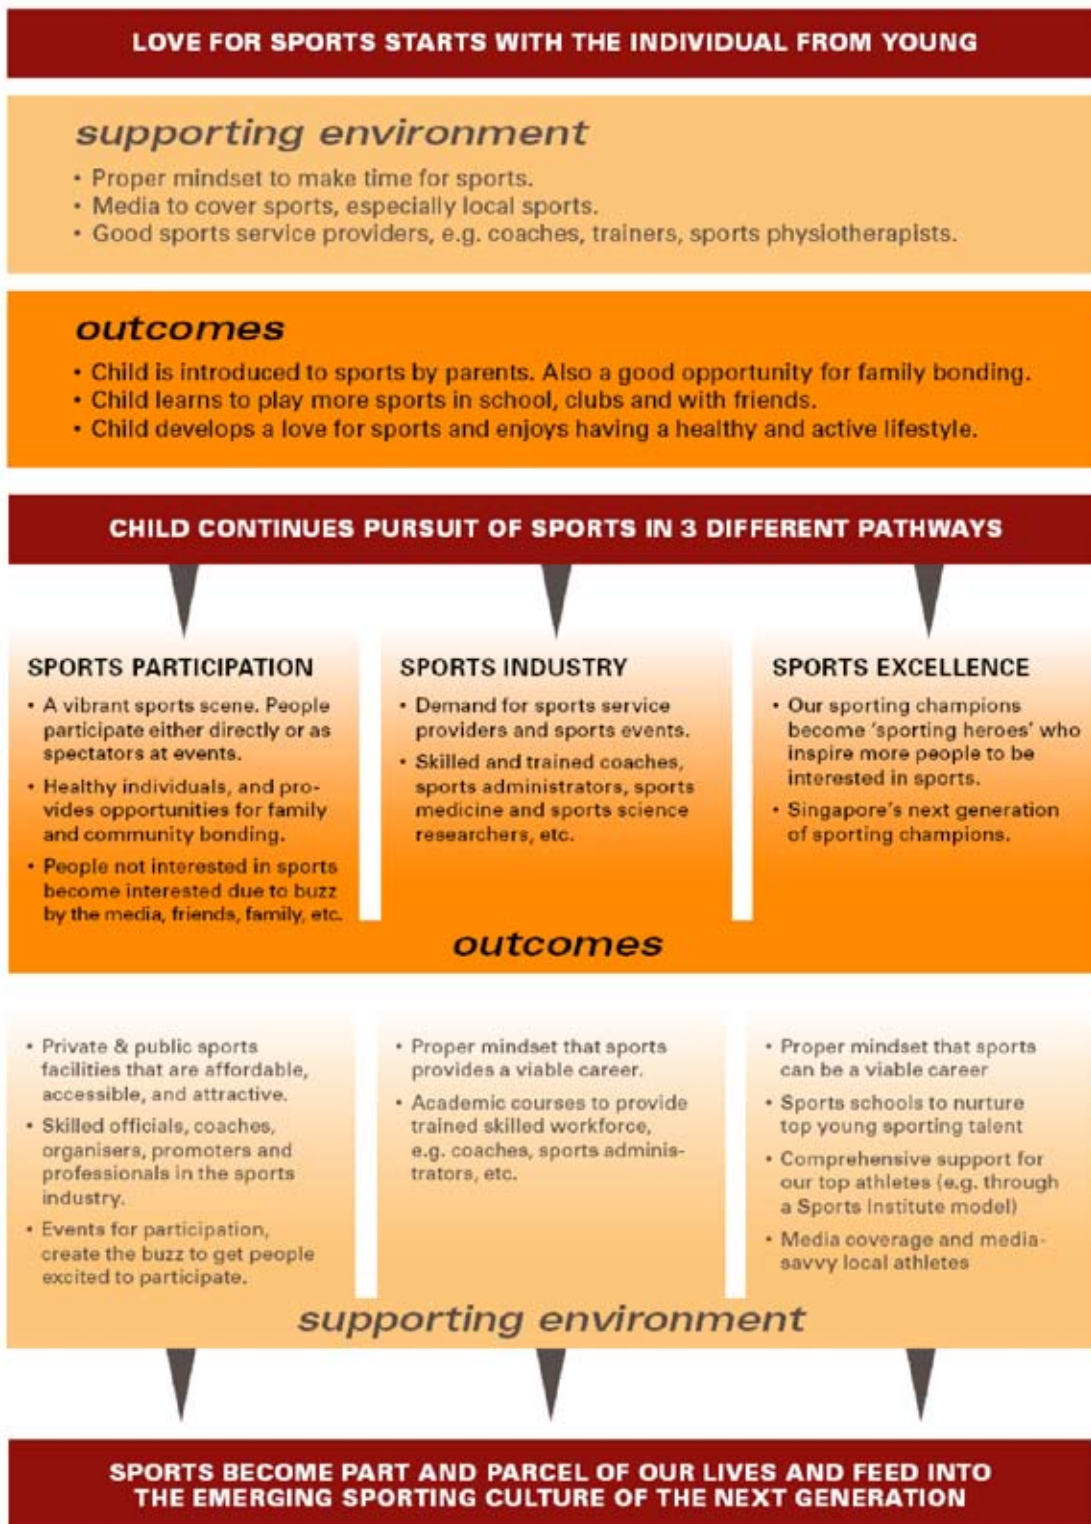 LOVE FOR SPORTS STARTS WITH THE INDIVIDUAL FROM YOUNG
supporting environment
• Proper mindset to make time for sports.
• Media to cover sports, especially local sports.
• Good sports service providers, e.g. coaches, trainers, sports physiotherapists.
outcomes
• Child is introduced to sports by parents. Also a good opportunity for family bonding.
• Child learns to play more sports in school, clubs and with friends.
• Child develops a love for sports and enjoys having a healthy and active lifestyle.
CHILD CONTINUES PURSUIT OF SPORTS IN 3 DIFFERENT PATHWAYS
SPORTS PARTICIPATION
• A vibrant sports scene. People
participate either directly or as
spectators at events.
• Healthy individuals, and pro-
vides opportunities for family
and community bonding.
• People not interested in sports
become interested due to buzz
by the media, friends, family, etc.
SPORTS INDUSTRY
• Demand for sports service
providers and sports events.
• Skilled and trained coaches,
sports administrators, sports
medicine and sports science
researchers, etc.
SPORTS EXCELLENCE
• Our sporting champions
become ‘sporting heroes’ who
inspire more people to be
interested in sports.
• Singapore’s next generation
of sporting champions.
outcomes
• Private & public sports
facilities that are affordable,
accessible, and attractive.
• Skilled officials, coaches,
organisers, promoters and
professionals in the sports
industry.
• Events for participation,
create the buzz to get people
excited to participate.
• Proper mindset that sports
provides a viable career.
• Academic courses to provide
trained skilled workforce,
e.g. coaches, sports adminis-
trators, etc.
• Proper mindset that sports
can be a viable career
• Sports schools to nurture
top young sporting talent
• Comprehensive support for
our top athletes (e.g. through
a Sports Institute model)
• Media coverage and media-
savvy local athletes
supporting environment
SPORTS BECOME PART AND PARCEL OF OUR LIVES AND FEED INTO
THE EMERGING SPORTING CULTURE OF THE NEXT GENERATION